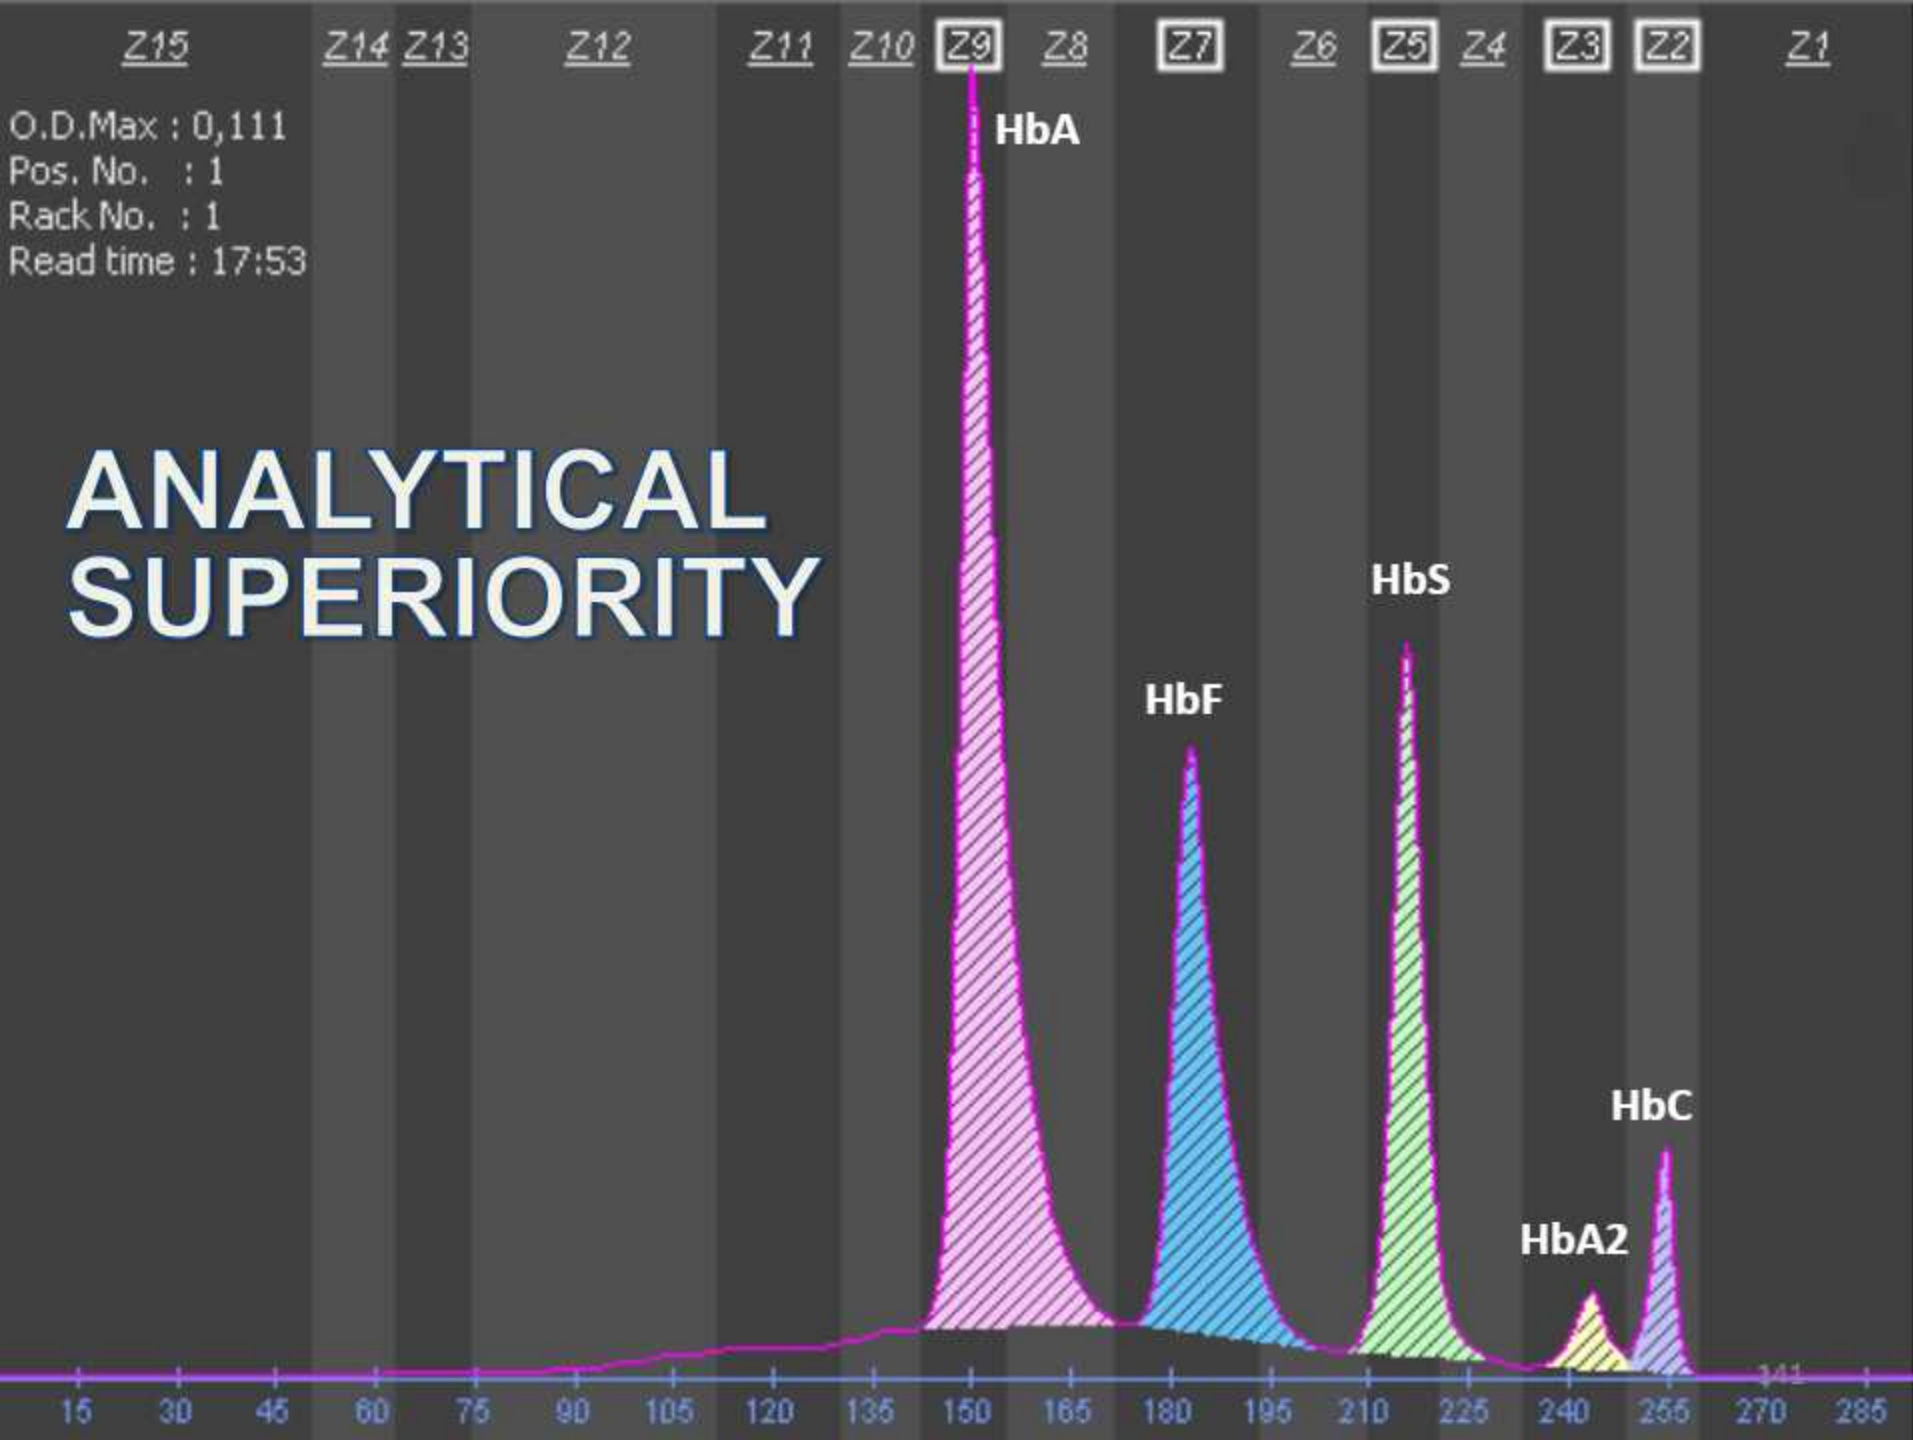 Z15 Z14 Z13 Z12 Z11 Z10 Z9 Z8 Z7 Z6 Z5 Z4 Z3 Z2 Z1
O.D.Max : 0,111
Pos. No. : 1
Rack No. : 1
Read time : 17:53
HbA
ANALYTICAL
SUPERIORITY
HbS
HbF
HbC
HbA2
15 30 45 60 75 90 105 120 135 150 165 180 195 210 225 240 255 270 285